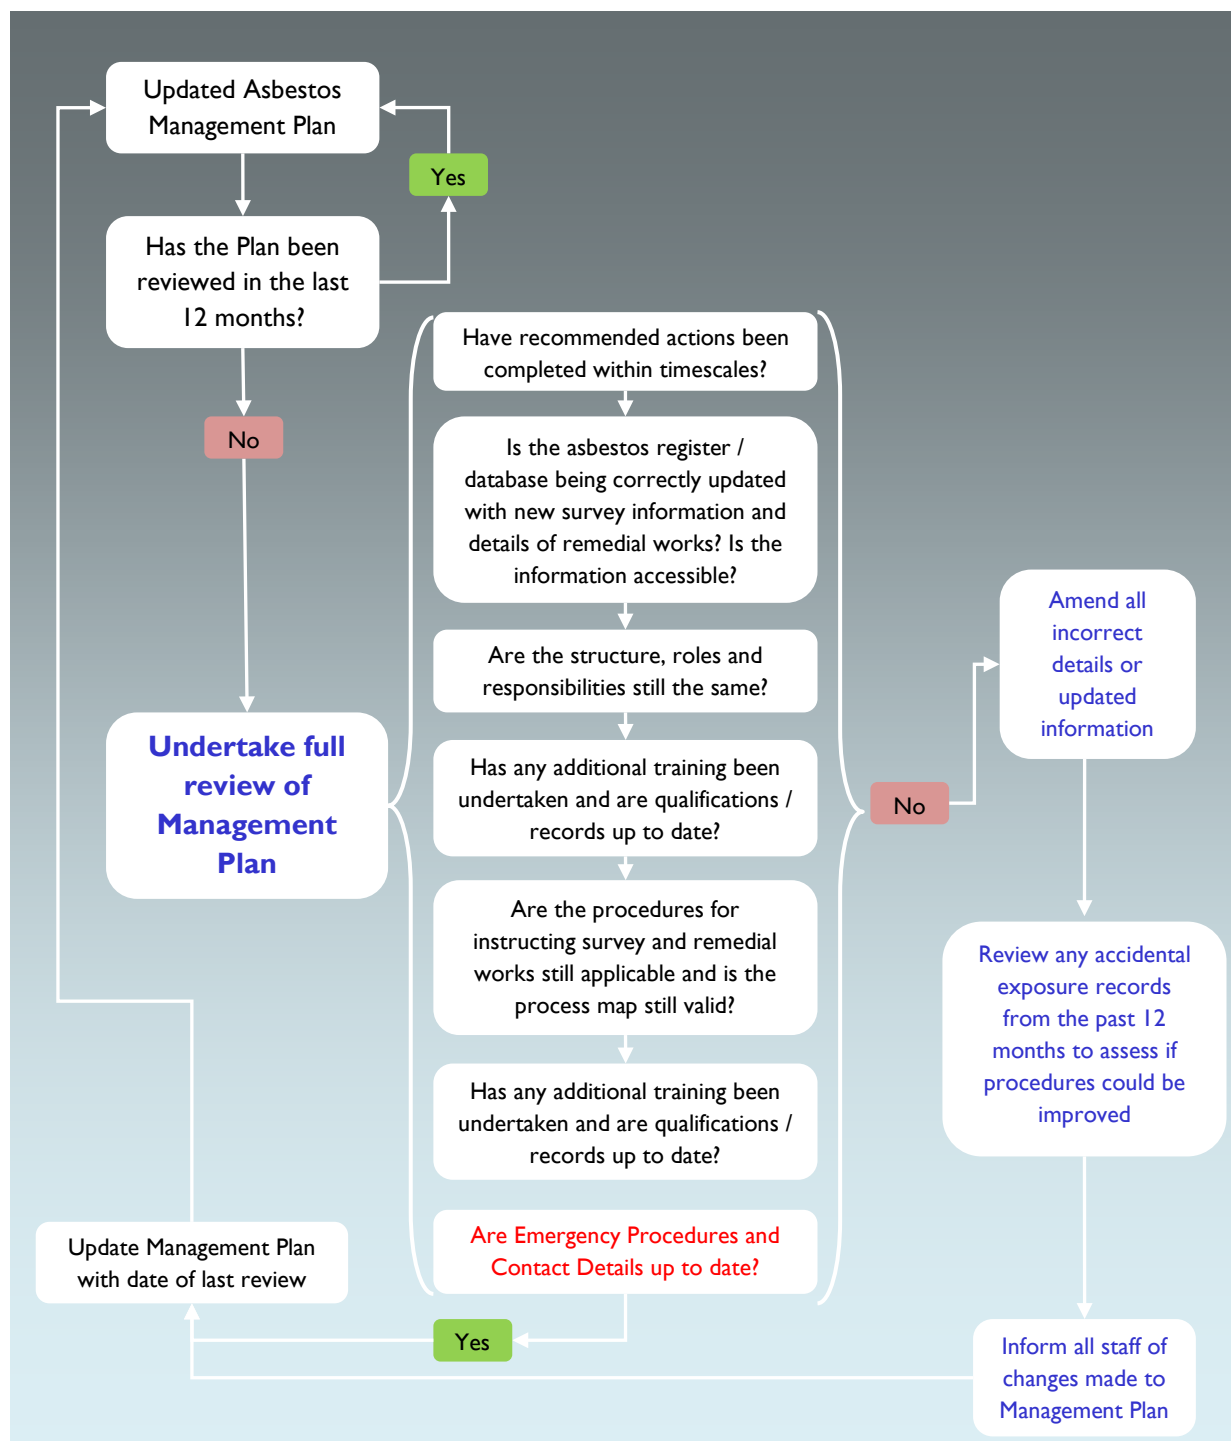 Updated Asbestos
Management Plan
Yes
Has the Plan been
reviewed in the last
12 months?
No
Undertake full
review of
Management
Plan
Have recommended actions been
completed within timescales?
Is the asbestos register /
database being correctly updated
with new survey information and
details of remedial works? Is the
information accessible?
Are the structure, roles and
responsibilities still the same?
Has any additional training been
undertaken and are qualifications /
records up to date?
Are the procedures for
instructing survey and remedial
works still applicable and is the
process map still valid?
Has any additional training been
undertaken and are qualifications /
records up to date?
Are Emergency Procedures and
Contact Details up to date?
No
Amend all
incorrect
details or
updated
information
Review any accidental
exposure records
from the past 12
months to assess if
procedures could be
improved
Inform all staff of
changes made to
Management Plan
Yes
Update Management Plan
with date of last review